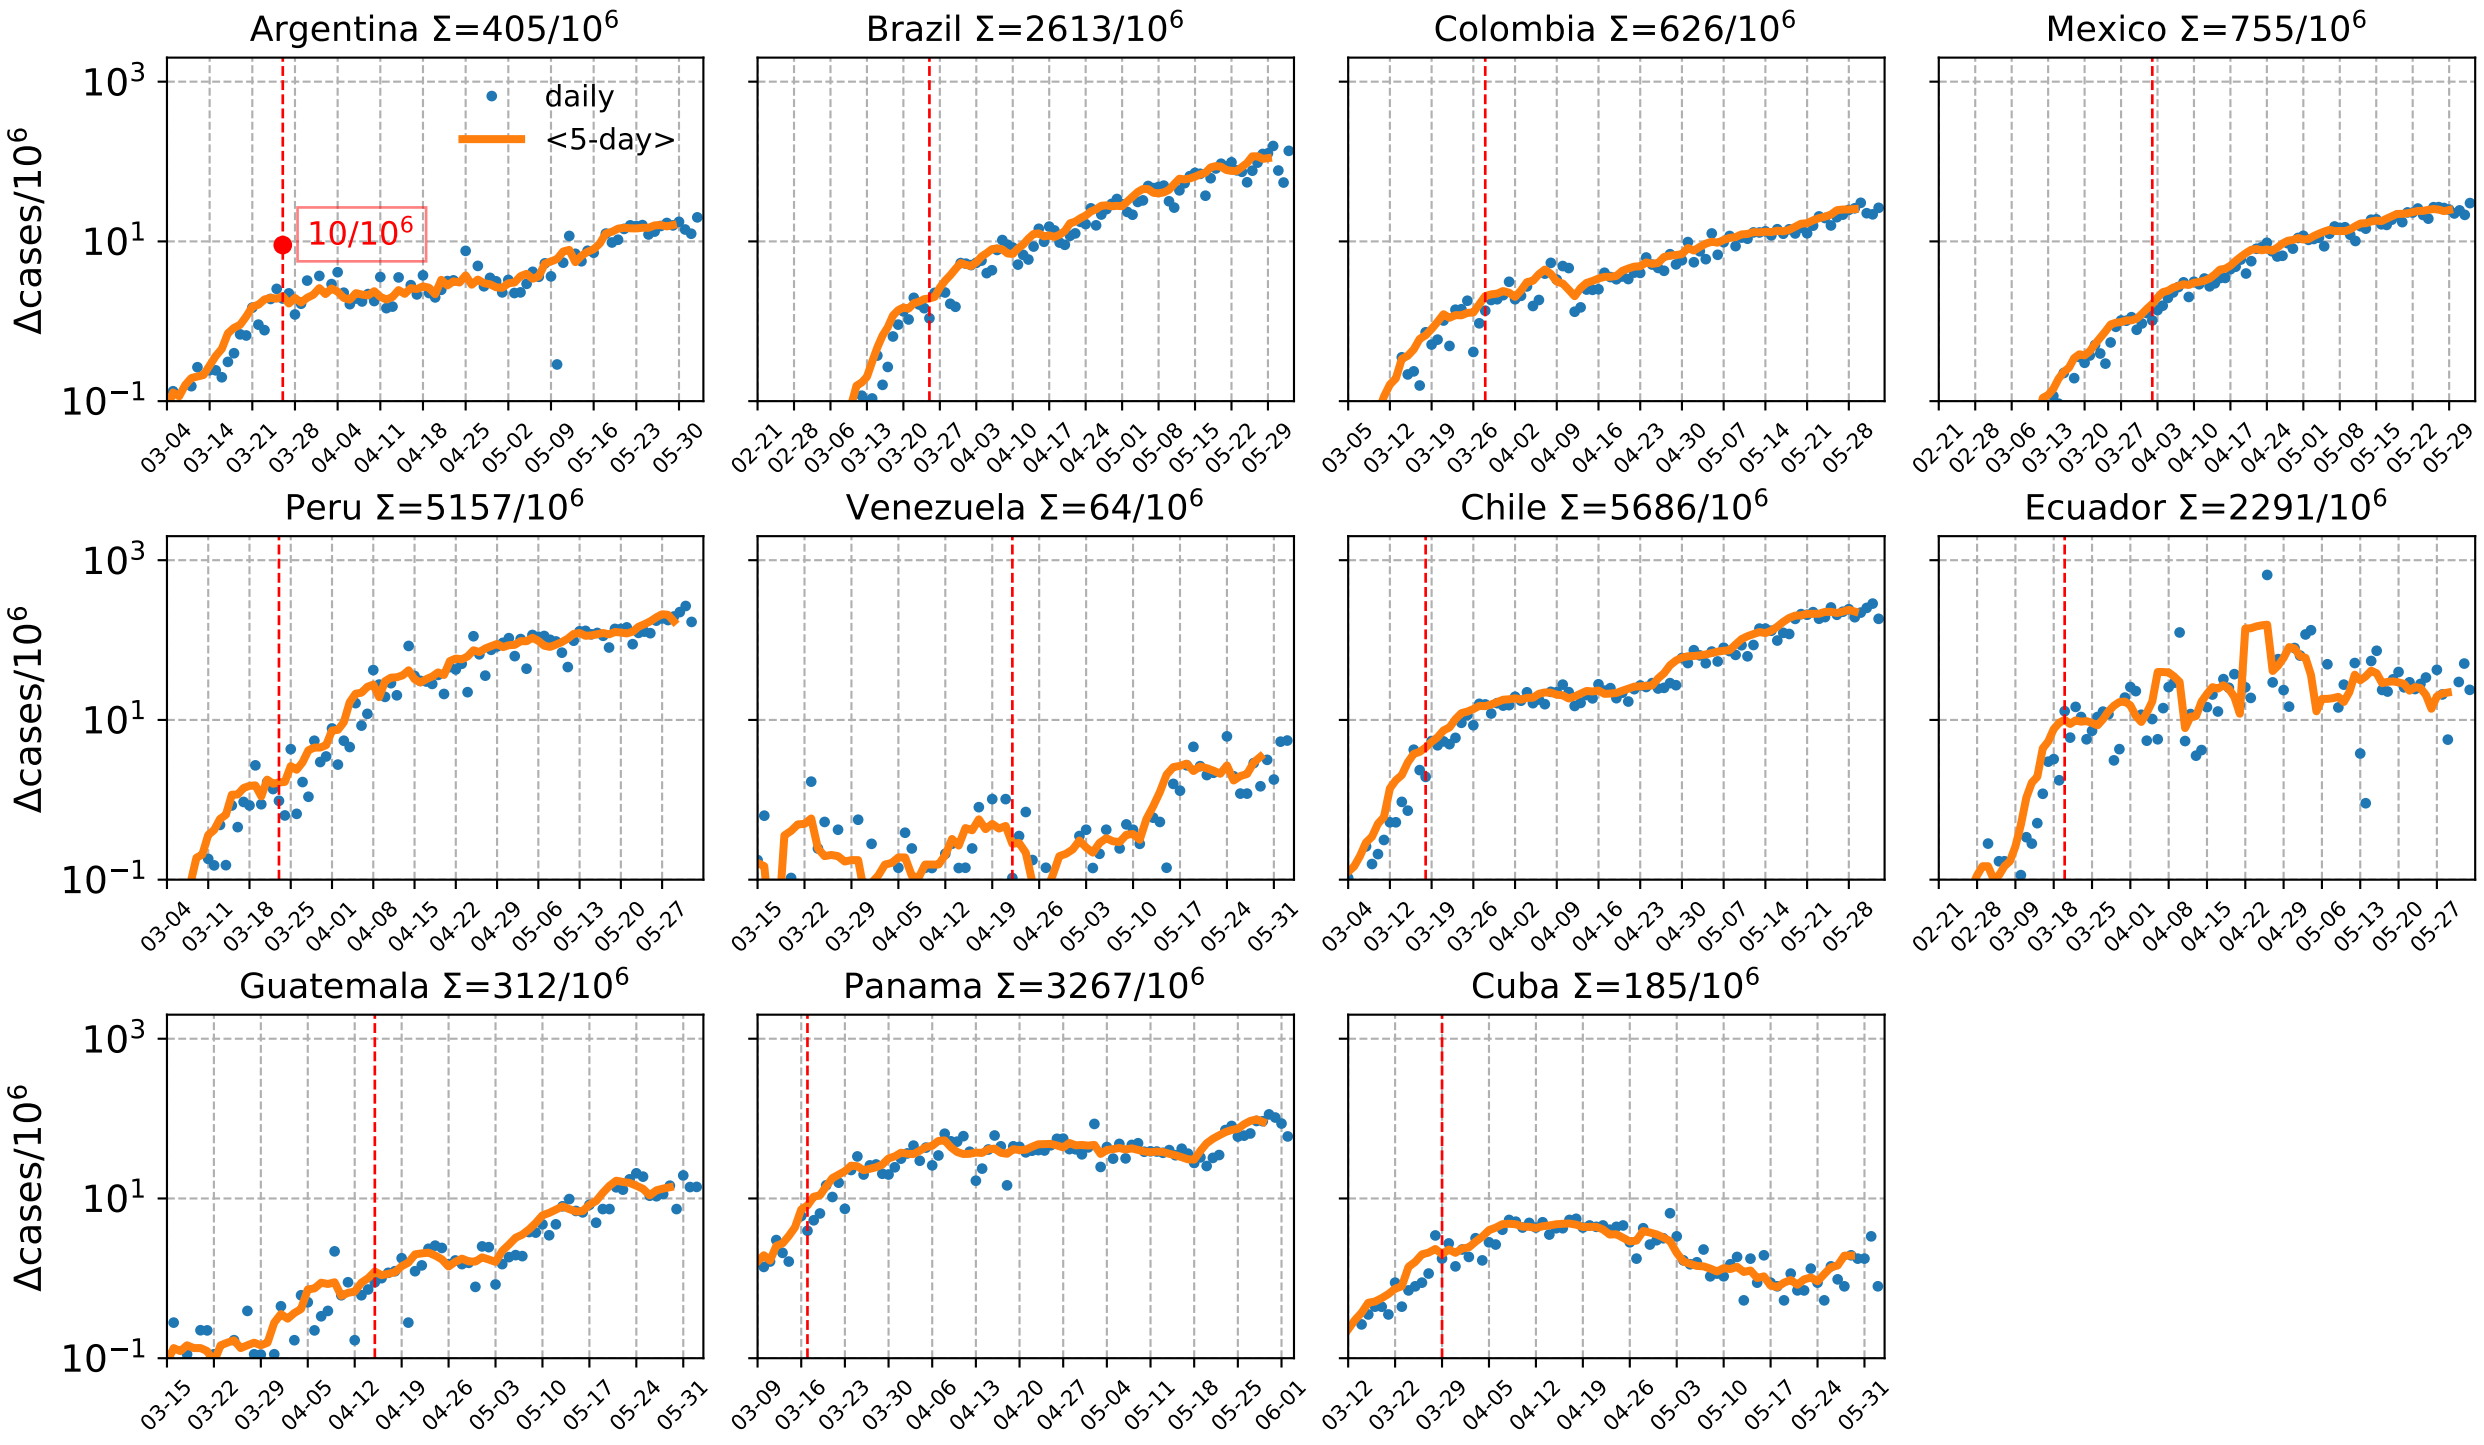 Argentina Σ=405/10⁶
Brazil Σ=2613/10⁶
Colombia Σ=626/10⁶
Mexico Σ=755/10⁶
Δcases/10⁶
10³
10¹
10⁻¹
daily
<5-day>
10/10⁶
03-04 03-14 03-21 03-28 04-04 04-11 04-18 04-25 05-02 05-09 05-16 05-23 05-30
02-21 02-28 03-06 03-13 03-20 03-27 04-03 04-10 04-17 04-24 05-01 05-08 05-15 05-22 05-29
03-05 03-12 03-19 03-26 04-02 04-09 04-16 04-23 04-30 05-07 05-14 05-21 05-28
02-21 02-28 03-06 03-13 03-20 03-27 04-03 04-10 04-17 04-24 05-01 05-08 05-15 05-22 05-29
Peru Σ=5157/10⁶
Venezuela Σ=64/10⁶
Chile Σ=5686/10⁶
Ecuador Σ=2291/10⁶
Δcases/10⁶
10³
10¹
10⁻¹
03-04 03-11 03-18 03-25 04-01 04-08 04-15 04-22 04-29 05-06 05-13 05-20 05-27
03-15 03-22 03-29 04-05 04-12 04-19 04-26 05-03 05-10 05-17 05-24 05-31
03-04 03-12 03-19 03-26 04-02 04-09 04-16 04-23 04-30 05-07 05-14 05-21 05-28
02-21 02-28 03-09 03-18 03-25 04-01 04-08 04-15 04-22 04-29 05-06 05-13 05-20 05-27
Guatemala Σ=312/10⁶
Panama Σ=3267/10⁶
Cuba Σ=185/10⁶
Δcases/10⁶
10³
10¹
10⁻¹
03-15 03-22 03-29 04-05 04-12 04-19 04-26 05-03 05-10 05-17 05-24 05-31
03-09 03-16 03-23 03-30 04-06 04-13 04-20 04-27 05-04 05-11 05-18 05-25 06-01
03-12 03-22 03-29 04-05 04-12 04-19 04-26 05-03 05-10 05-17 05-24 05-31